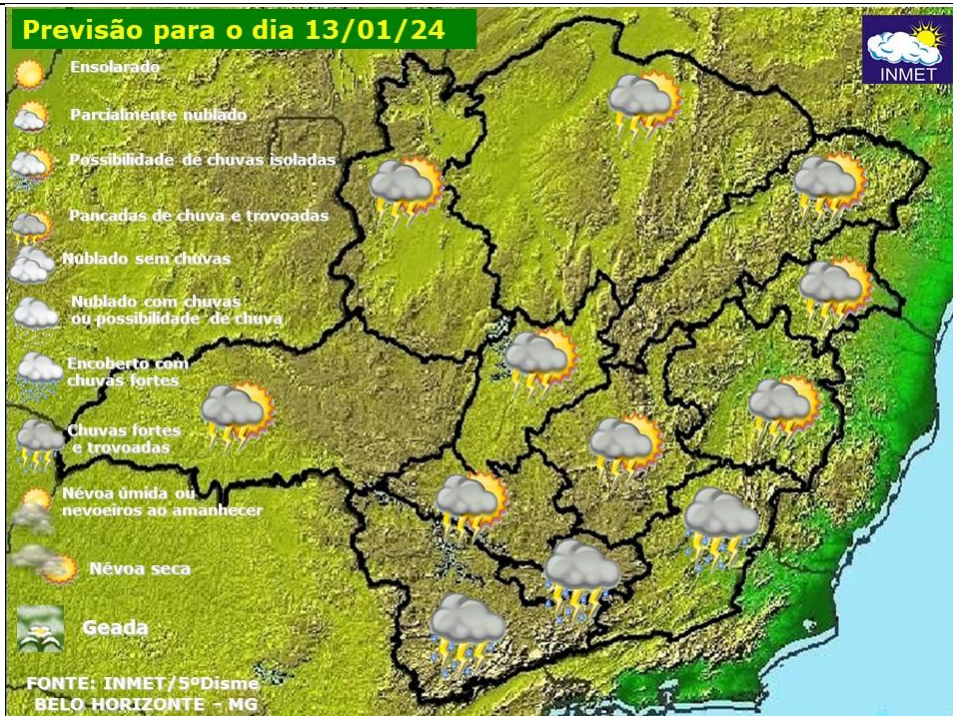 Previsão para o dia 13/01/24
INMET
Ensolarado
Parcialmente nublado
Possibilidade de chuvas isoladas
Pancadas de chuva e trovoadas
Nublado sem chuvas
Nublado com chuvas
ou possibilidade de chuva
Encoberto com
chuvas fortes
Chuvas fortes
e trovoadas
Névoa úmida ou
nevoeiros ao amanhecer
Névoa seca
Geada
FONTE: INMET/5ºDisme
BELO HORIZONTE - MG